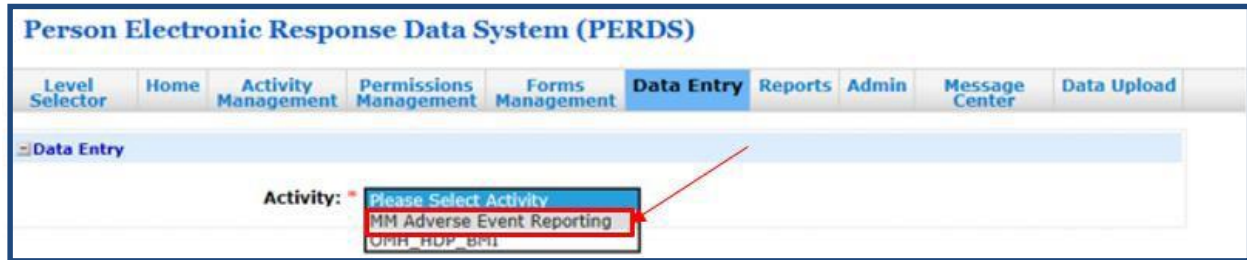 Person Electronic Response Data System (PERDS)
Level Selector Home Activity Management Permissions Management Forms Management Data Entry Reports Admin Message Center Data Upload
Data Entry
Activity: * Please Select Activity
MM Adverse Event Reporting
OMH_HDP_BMI